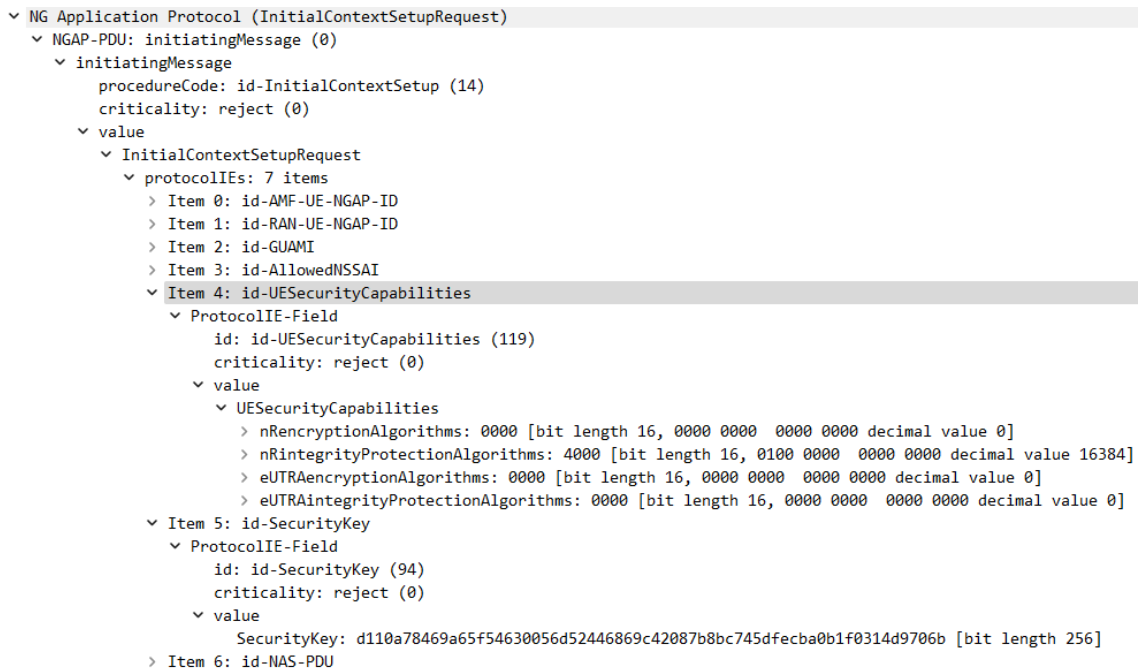 NG Application Protocol (InitialContextSetupRequest)
NGAP-PDU: initiatingMessage (0)
initiatingMessage
procedureCode: id-InitialContextSetup (14)
criticality: reject (0)
value
InitialContextSetupRequest
protocolIEs: 7 items
Item 0: id-AMF-UE-NGAP-ID
Item 1: id-RAN-UE-NGAP-ID
Item 2: id-GUAMI
Item 3: id-AllowedNSSAI
Item 4: id-UESecurityCapabilities
ProtocolIE-Field
id: id-UESecurityCapabilities (119)
criticality: reject (0)
value
UESecurityCapabilities
nRencryptionAlgorithms: 0000 [bit length 16, 0000 0000  0000 0000 decimal value 0]
nRintegrityProtectionAlgorithms: 4000 [bit length 16, 0100 0000  0000 0000 decimal value 16384]
eUTRAencryptionAlgorithms: 0000 [bit length 16, 0000 0000  0000 0000 decimal value 0]
eUTRAintegrityProtectionAlgorithms: 0000 [bit length 16, 0000 0000  0000 0000 decimal value 0]
Item 5: id-SecurityKey
ProtocolIE-Field
id: id-SecurityKey (94)
criticality: reject (0)
value
SecurityKey: d110a78469a65f54630056d52446869c42087b8bc745dfecba0b1f0314d9706b [bit length 256]
Item 6: id-NAS-PDU